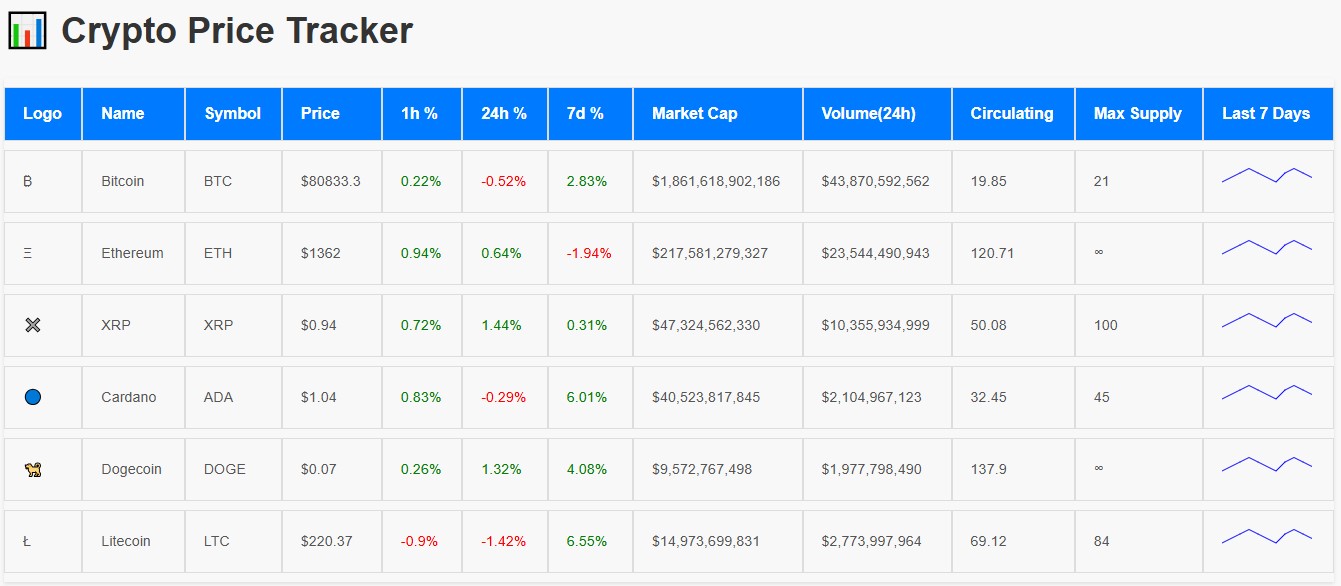 Crypto Price Tracker
Logo Name Symbol Price 1h % 24h % 7d % Market Cap Volume(24h) Circulating Max Supply Last 7 Days
₿ Bitcoin BTC $80833.3 0.22% -0.52% 2.83% $1,861,618,902,186 $43,870,592,562 19.85 21
Ξ Ethereum ETH $1362 0.94% 0.64% -1.94% $217,581,279,327 $23,544,490,943 120.71 ∞
XRP XRP $0.94 0.72% 1.44% 0.31% $47,324,562,330 $10,355,934,999 50.08 100
Cardano ADA $1.04 0.83% -0.29% 6.01% $40,523,817,845 $2,104,967,123 32.45 45
Dogecoin DOGE $0.07 0.26% 1.32% 4.08% $9,572,767,498 $1,977,798,490 137.9 ∞
Ł Litecoin LTC $220.37 -0.9% -1.42% 6.55% $14,973,699,831 $2,773,997,964 69.12 84